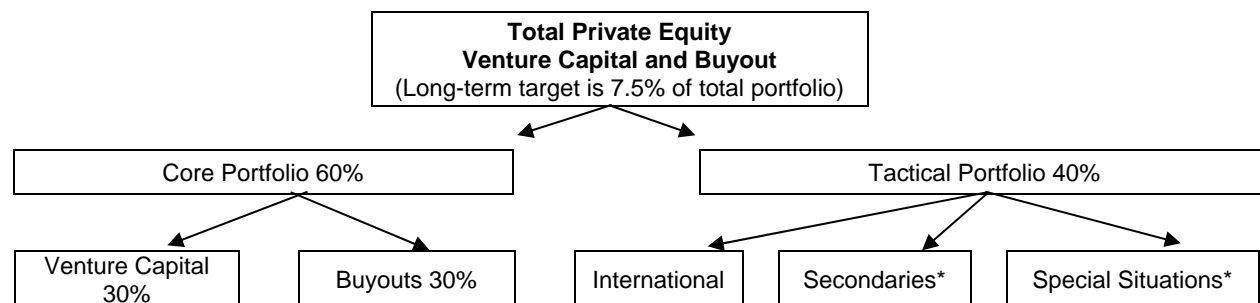 Total Private Equity
Venture Capital and Buyout
(Long-term target is 7.5% of total portfolio)
Core Portfolio 60%
Tactical Portfolio 40%
Venture Capital
30%
Buyouts 30%
International
Secondaries*
Special Situations*